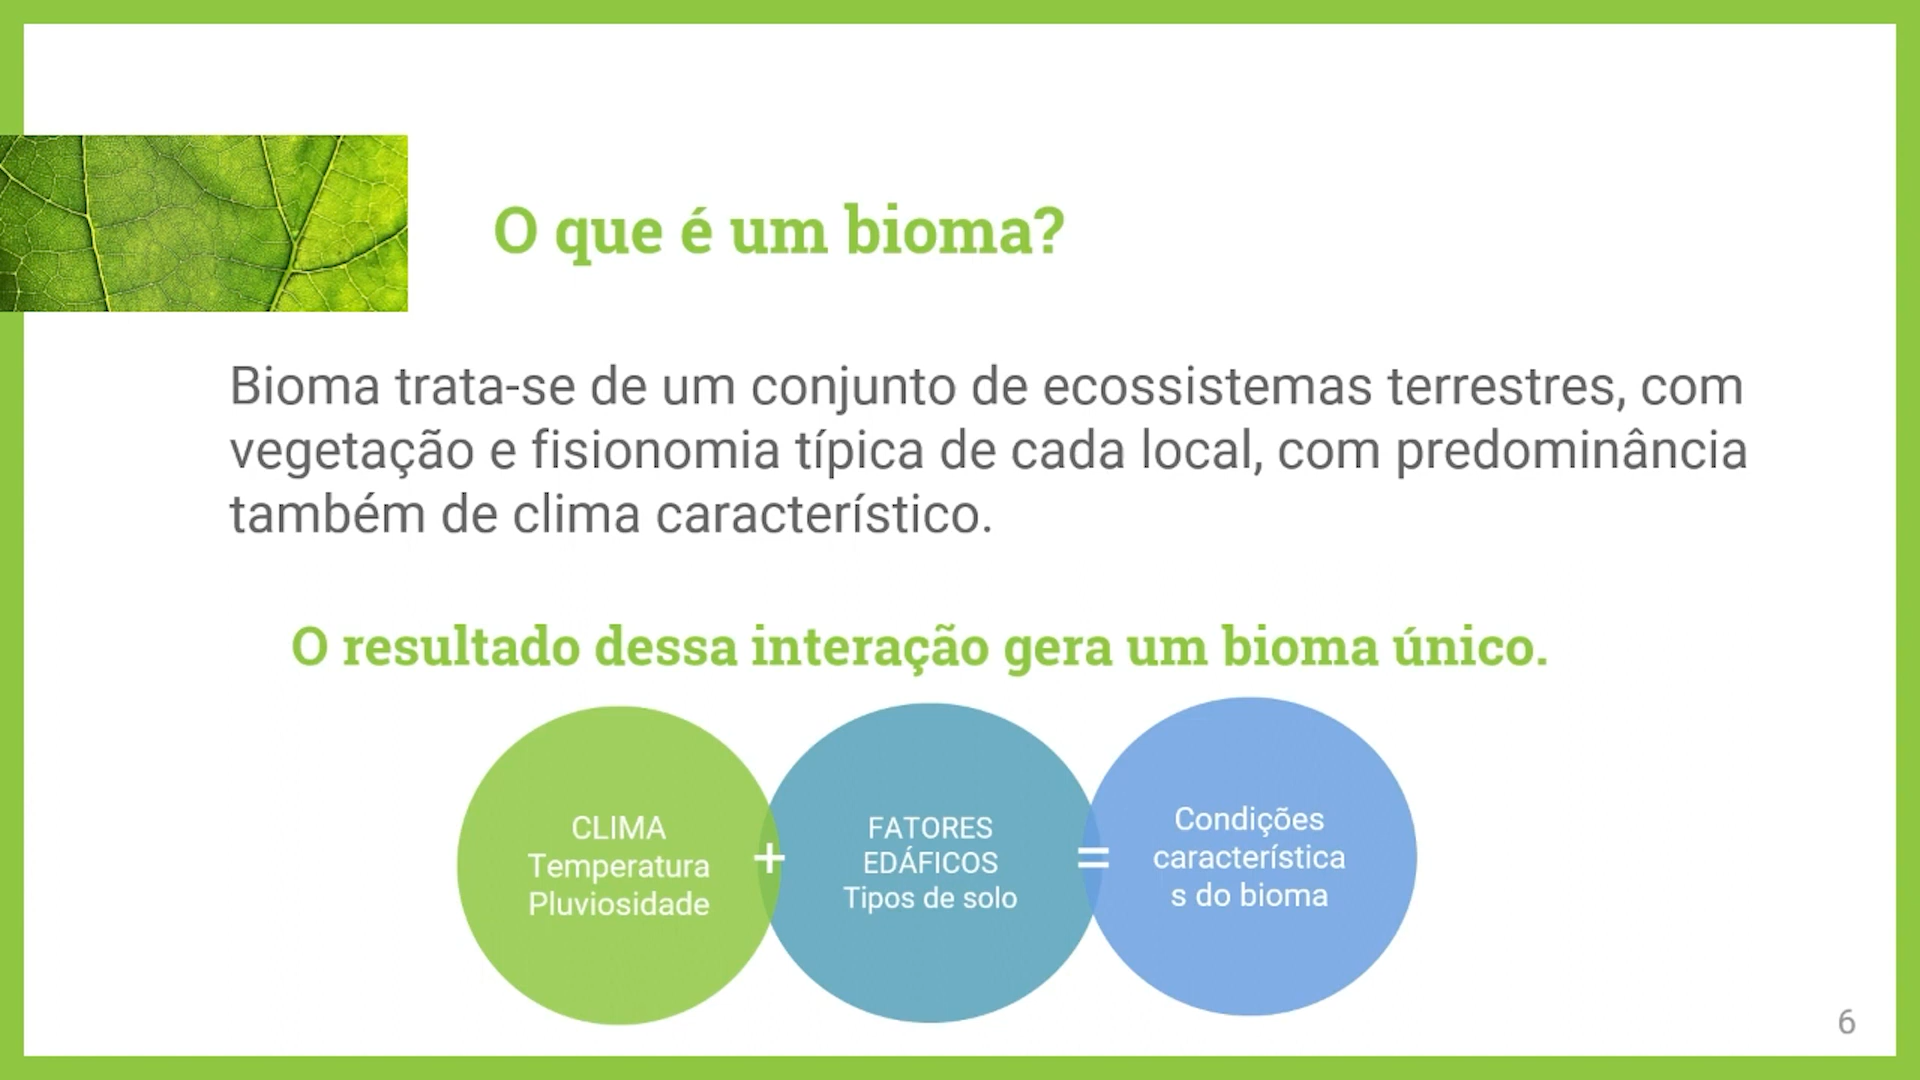 O que é um bioma?
Bioma trata-se de um conjunto de ecossistemas terrestres, com
vegetação e fisionomia típica de cada local, com predominância
também de clima característico.
O resultado dessa interação gera um bioma único.
CLIMA
Temperatura
Pluviosidade
+
FATORES
EDÁFICOS
Tipos de solo
=
Condições
característica
s do bioma
6